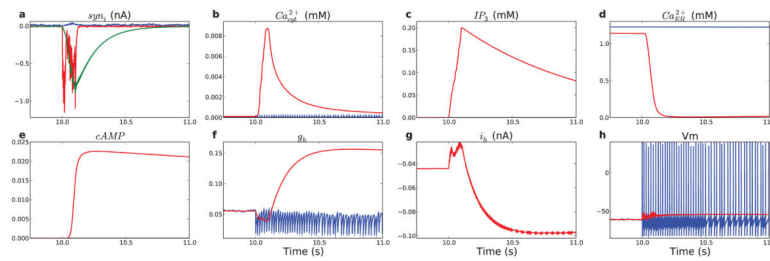 a syn_i (nA)
0.0
−0.5
−1.0
10.0 10.5 11.0
b Ca^{2+}_{cyt} (mM)
0.008
0.006
0.004
0.002
0.000
10.0 10.5 11.0
c IP_3 (mM)
0.20
0.15
0.10
0.05
0.00
10.0 10.5 11.0
d Ca^{2+}_{ER} (mM)
1.0
0.5
0.0
10.0 10.5 11.0
e cAMP
0.025
0.020
0.015
0.010
0.005
0.000
10.0 10.5 11.0
Time (s)
f g_h
0.15
0.10
0.05
10.0 10.5 11.0
Time (s)
g i_h (nA)
−0.04
−0.06
−0.08
−0.10
10.0 10.5 11.0
Time (s)
h Vm
0
−50
10.0 10.5 11.0
Time (s)